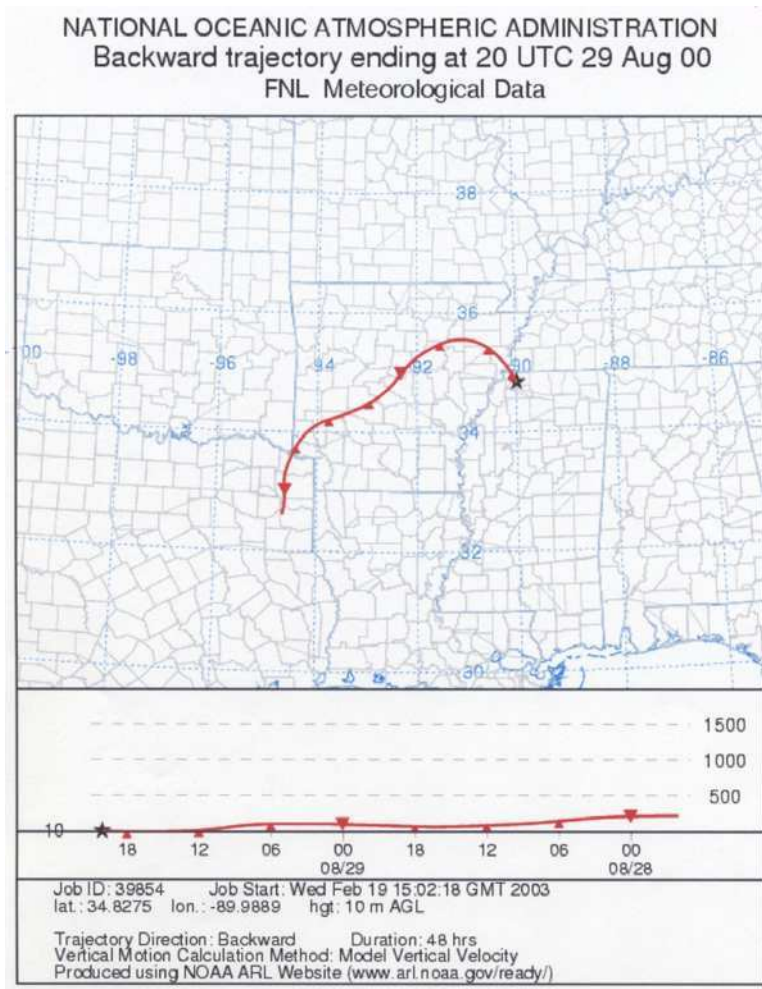 NATIONAL OCEANIC ATMOSPHERIC ADMINISTRATION
Backward trajectory ending at 20 UTC 29 Aug 00
FNL Meteorological Data
38
36
-00 -98 -96 -94 -92 -90 -88 -86
34
32
30
1500
1000
500
10
18 12 06 00 18 12 06 00
08/29 08/28
Job ID: 39854 Job Start: Wed Feb 19 15:02:18 GMT 2003
lat.: 34.8275 lon.: -89.9889 hgt: 10 m AGL
Trajectory Direction: Backward Duration: 48 hrs
Vertical Motion Calculation Method: Model Vertical Velocity
Produced using NOAA ARL Website (www.arl.noaa.gov/ready/)